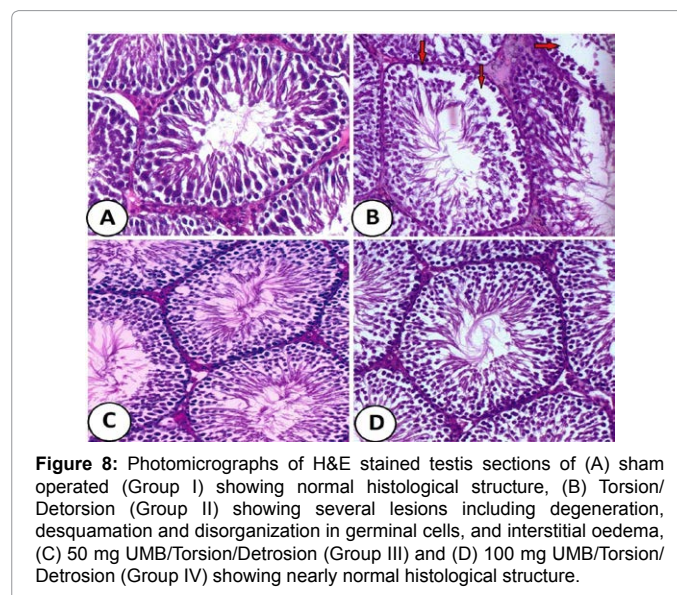 A
B
C
D
Figure 8: Photomicrographs of H&E stained testis sections of (A) sham
operated (Group I) showing normal histological structure, (B) Torsion/
Detorsion (Group II) showing several lesions including degeneration,
desquamation and disorganization in germinal cells, and interstitial oedema,
(C) 50 mg UMB/Torsion/Detrosion (Group III) and (D) 100 mg UMB/Torsion/
Detrosion (Group IV) showing nearly normal histological structure.